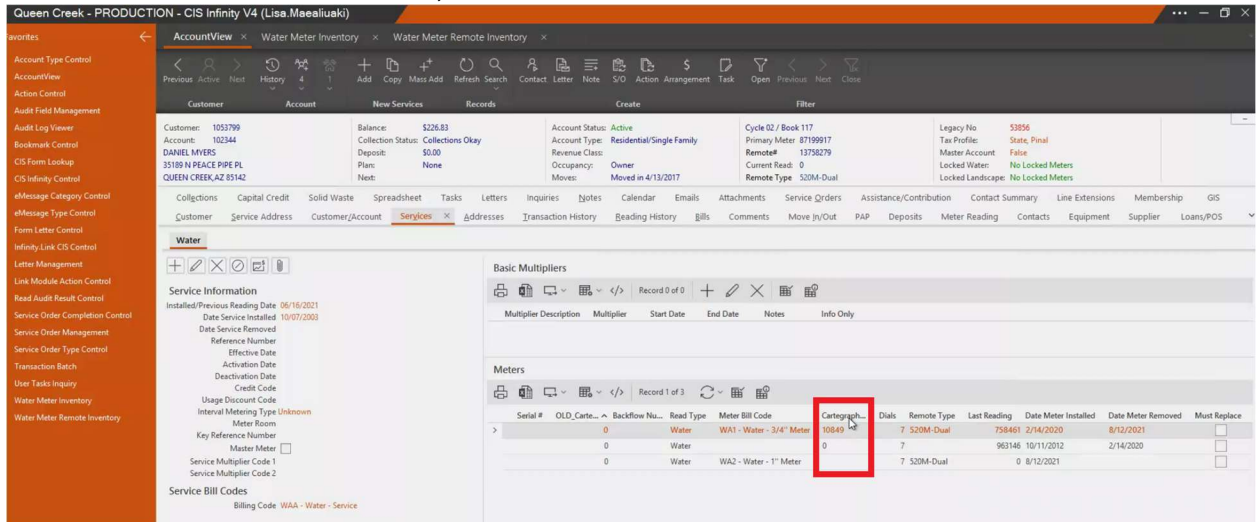 Queen Creek - PRODUCTION - CIS Infinity V4 (Lisa.Maealiuaki)
avorites
Account Type Control
AccountView
Action Control
Audit Field Management
Audit Log Viewer
Bookmark Control
CIS Form Lookup
CIS Infinity Control
eMessage Category Control
eMessage Type Control
Form Letter Control
Infinity.Link CIS Control
Letter Management
Link Module Action Control
Read Audit Result Control
Service Order Completion Control
Service Order Management
Service Order Type Control
Transaction Batch
User Tasks Inquiry
Water Meter Inventory
Water Meter Remote Inventory
AccountView Water Meter Inventory Water Meter Remote Inventory
Previous Active Next History 4 1 Add Copy Mass Add Refresh Search Contact Letter Note S/O Action Arrangement Task Open Previous Next Close
Customer Account New Services Records Create Filter
Customer: 1053799 Balance: $226.83 Account Status: Active Cycle 02 / Book 117 Legacy No 53856
Account: 102344 Collection Status: Collections Okay Account Type: Residential/Single Family Primary Meter 87199917 Tax Profile: State, Pinal
DANIEL MYERS Deposit: $0.00 Revenue Class: Remote# 13758279 Master Account False
35189 N PEACE PIPE PL Plan: None Occupancy: Owner Current Read: 0 Locked Water: No Locked Meters
QUEEN CREEK,AZ 85142 Next: Moves: Moved in 4/13/2017 Remote Type 520M-Dual Locked Landscape: No Locked Meters
Collections Capital Credit Solid Waste Spreadsheet Tasks Letters Inquiries Notes Calendar Emails Attachments Service Orders Assistance/Contribution Contact Summary Line Extensions Membership GIS
Customer Service Address Customer/Account Services Addresses Transaction History Reading History Bills Comments Move In/Out PAP Deposits Meter Reading Contacts Equipment Supplier Loans/POS
Water
Service Information
Installed/Previous Reading Date 06/16/2021
Date Service Installed 10/07/2003
Date Service Removed
Reference Number
Effective Date
Activation Date
Deactivation Date
Credit Code
Usage Discount Code
Interval Metering Type Unknown
Meter Room
Key Reference Number
Master Meter
Service Multiplier Code 1
Service Multiplier Code 2
Service Bill Codes
Billing Code WAA - Water - Service
Basic Multipliers
Record 0 of 0
Multiplier Description Multiplier Start Date End Date Notes Info Only
Meters
Record 1 of 3
Serial # OLD_Carte... Backflow Nu... Read Type Meter Bill Code Cartegraph... Dials Remote Type Last Reading Date Meter Installed Date Meter Removed Must Replace
0 Water WA1 - Water - 3/4" Meter 10849 7 520M-Dual 758461 2/14/2020 8/12/2021
0 Water 0 7 963146 10/11/2012 2/14/2020
0 Water WA2 - Water - 1" Meter 7 520M-Dual 0 8/12/2021